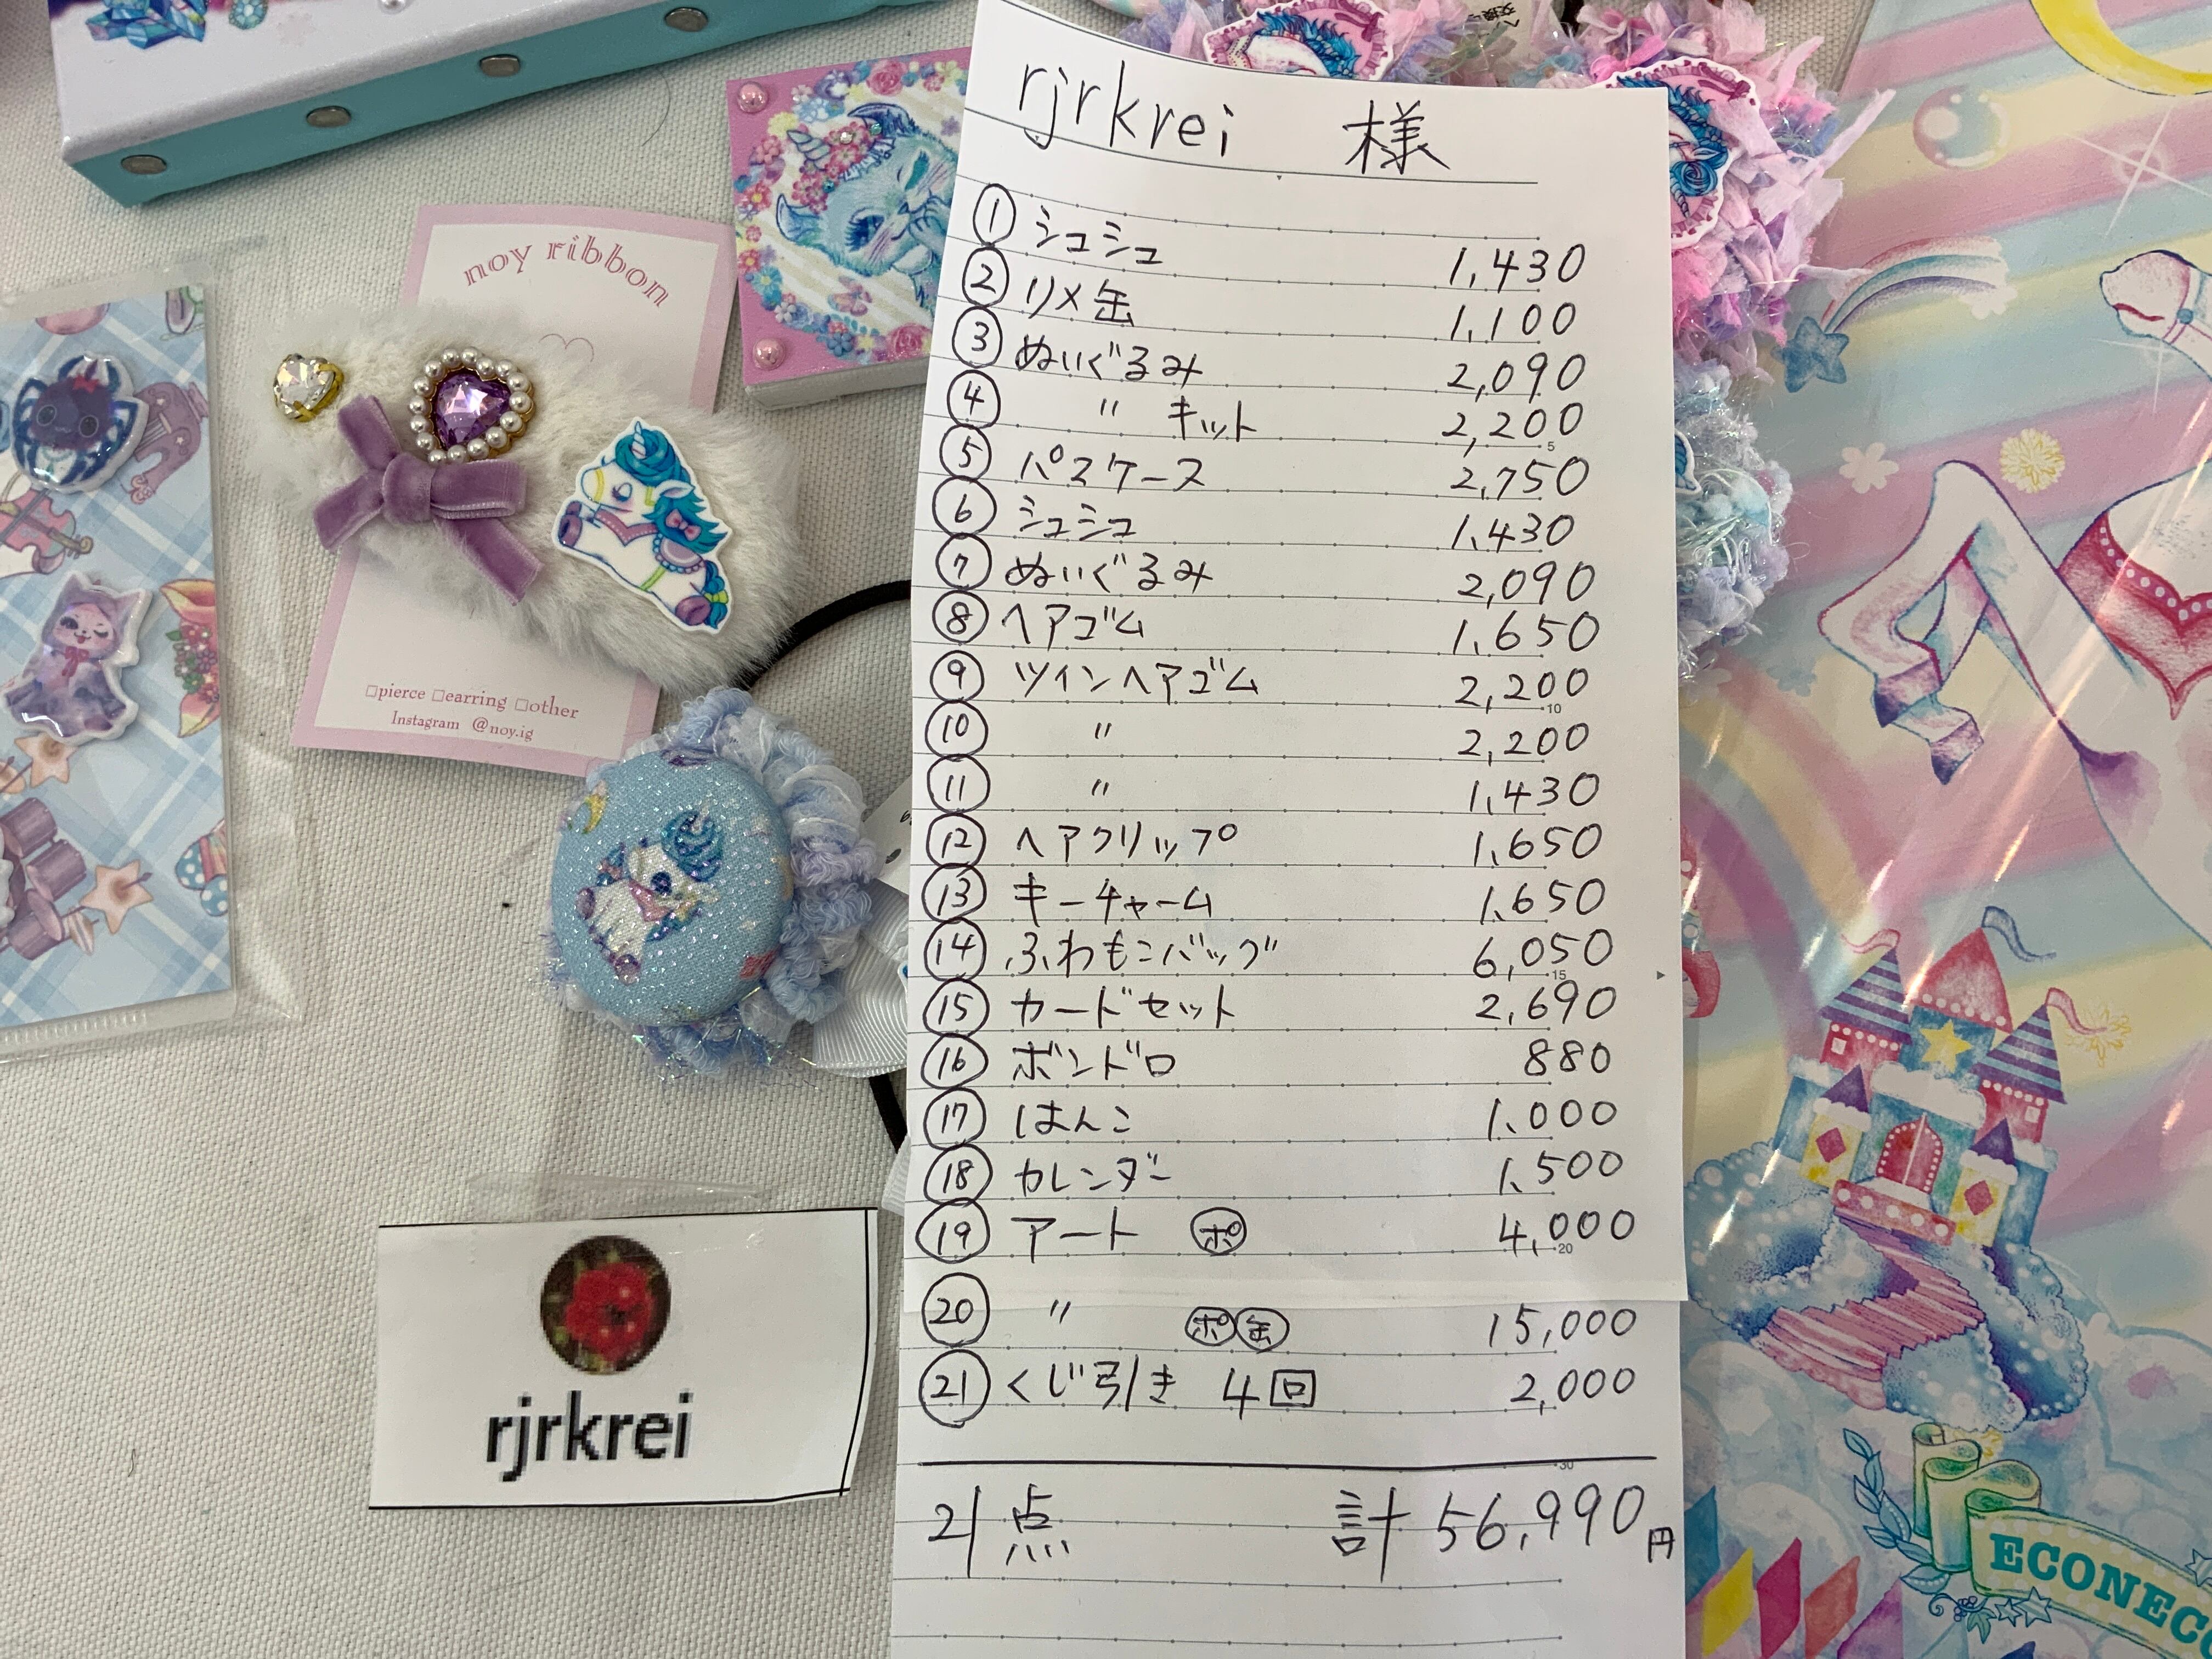 rjrkrei 様
① シュシュ 1,430
② リメ缶 1,100
③ ぬいぐるみ 2,090
④ 〃 キット 2,200
⑤ パスケース 2,750
⑥ シュシュ 1,430
⑦ ぬいぐるみ 2,090
⑧ ヘアゴム 1,650
⑨ ツインヘアゴム 2,200
⑩ 〃 2,200
⑪ 〃 1,430
⑫ ヘアクリップ 1,650
⑬ キーチャーム 1,650
⑭ ふわもこバッグ 6,050
⑮ カードセット 2,690
⑯ ボンドロ 880
⑰ はんこ 1,000
⑱ カレンダー 1,500
⑲ アート ポ 4,000
⑳ 〃 ポ 缶 15,000
㉑ くじ引き 4回 2,000
21点 計 56,990円
5
10
15
20
30
noy ribbon
□pierce □earring □other
Instagram @noy.ig
rjrkrei
ECONECO